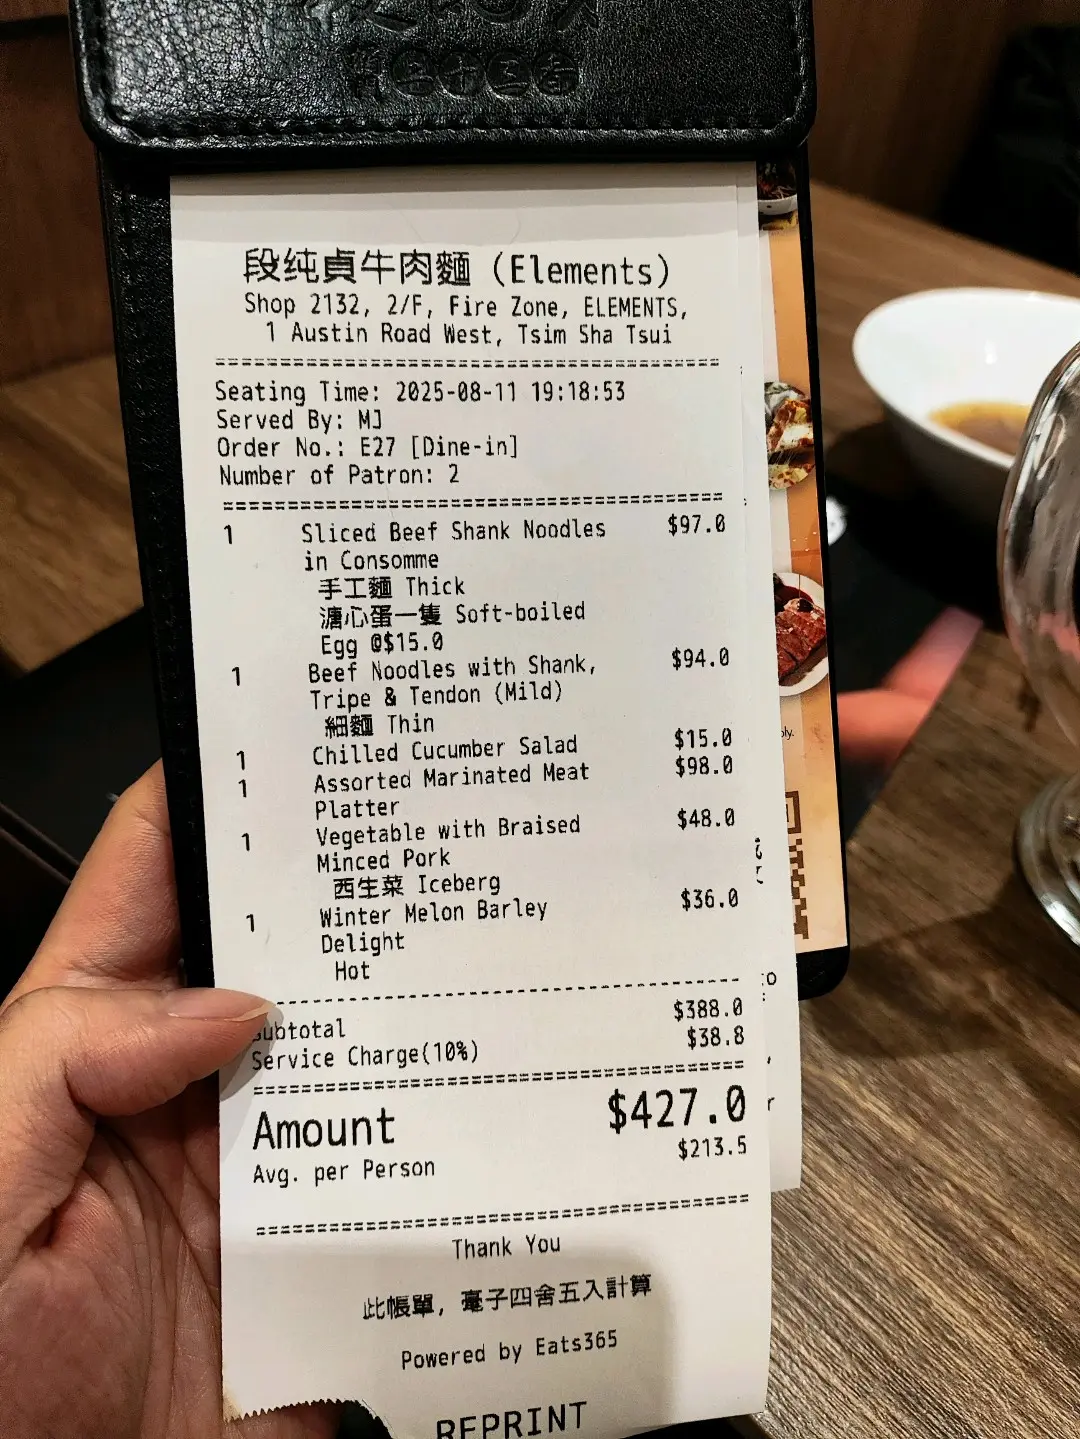 段纯貞牛肉麵 (Elements)
Shop 2132, 2/F, Fire Zone, ELEMENTS,
1 Austin Road West, Tsim Sha Tsui
Seating Time: 2025-08-11 19:18:53
Served By: MJ
Order No.: E27 [Dine-in]
Number of Patron: 2
1 Sliced Beef Shank Noodles $97.0
in Consomme
手工麵 Thick
溏心蛋一隻 Soft-boiled
Egg @$15.0
1 Beef Noodles with Shank, $94.0
Tripe & Tendon (Mild)
細麵 Thin
1 Chilled Cucumber Salad $15.0
1 Assorted Marinated Meat $98.0
Platter
1 Vegetable with Braised $48.0
Minced Pork
西生菜 Iceberg
1 Winter Melon Barley $36.0
Delight
Hot
Subtotal $388.0
Service Charge(10%) $38.8
Amount $427.0
Avg. per Person $213.5
Thank You
此帳單, 毫子四舍五入計算
Powered by Eats365
REPRINT